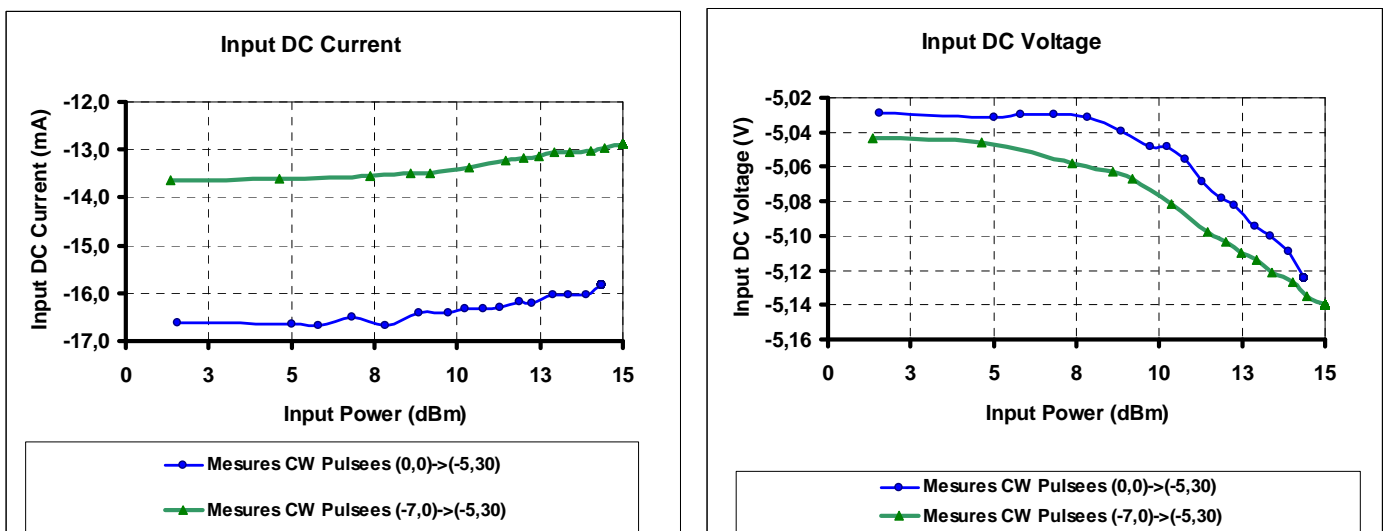 Input DC Current
Input DC Current (mA)
-12,0
-13,0
-14,0
-15,0
-16,0
-17,0
0 3 5 8 10 13 15
Input Power (dBm)
Mesures CW Pulsees (0,0)->(-5,30)
Mesures CW Pulsees (-7,0)->(-5,30)
Input DC Voltage
Input DC Voltage (V)
-5,02
-5,04
-5,06
-5,08
-5,10
-5,12
-5,14
-5,16
0 3 5 8 10 13 15
Input Power (dBm)
Mesures CW Pulsees (0,0)->(-5,30)
Mesures CW Pulsees (-7,0)->(-5,30)